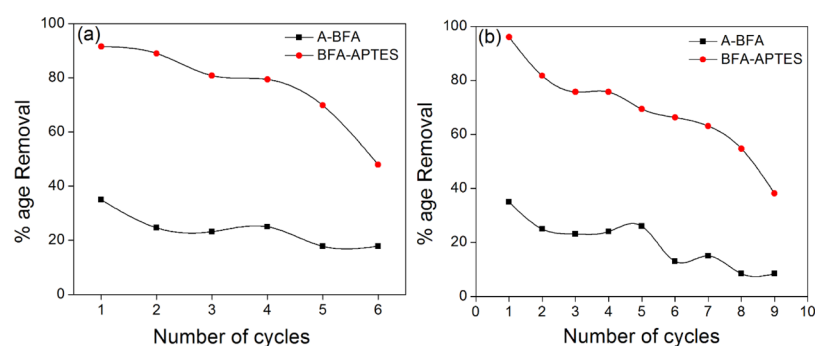 (a)
A-BFA
BFA-APTES
100
80
60
40
20
0
% age Removal
1 2 3 4 5 6
Number of cycles
(b)
A-BFA
BFA-APTES
100
80
60
40
20
0
% age Removal
0 1 2 3 4 5 6 7 8 9 10
Number of cycles